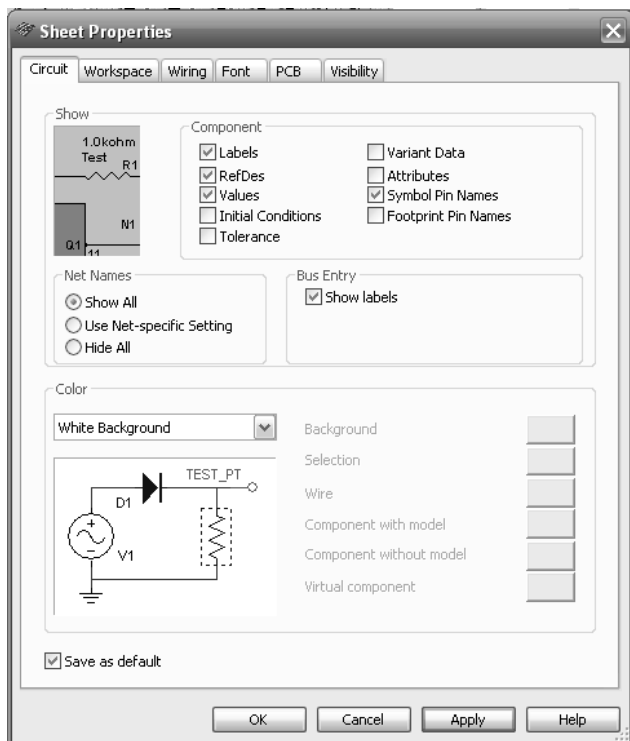 Sheet Properties
Circuit Workspace Wiring Font PCB Visibility
Show
1.0kohm
Test R1
N1
Q1 11
Component
Labels
RefDes
Values
Initial Conditions
Tolerance
Variant Data
Attributes
Symbol Pin Names
Footprint Pin Names
Net Names
Show All
Use Net-specific Setting
Hide All
Bus Entry
Show labels
Color
White Background
TEST_PT
D1
V1
Background
Selection
Wire
Component with model
Component without model
Virtual component
Save as default
OK Cancel Apply Help